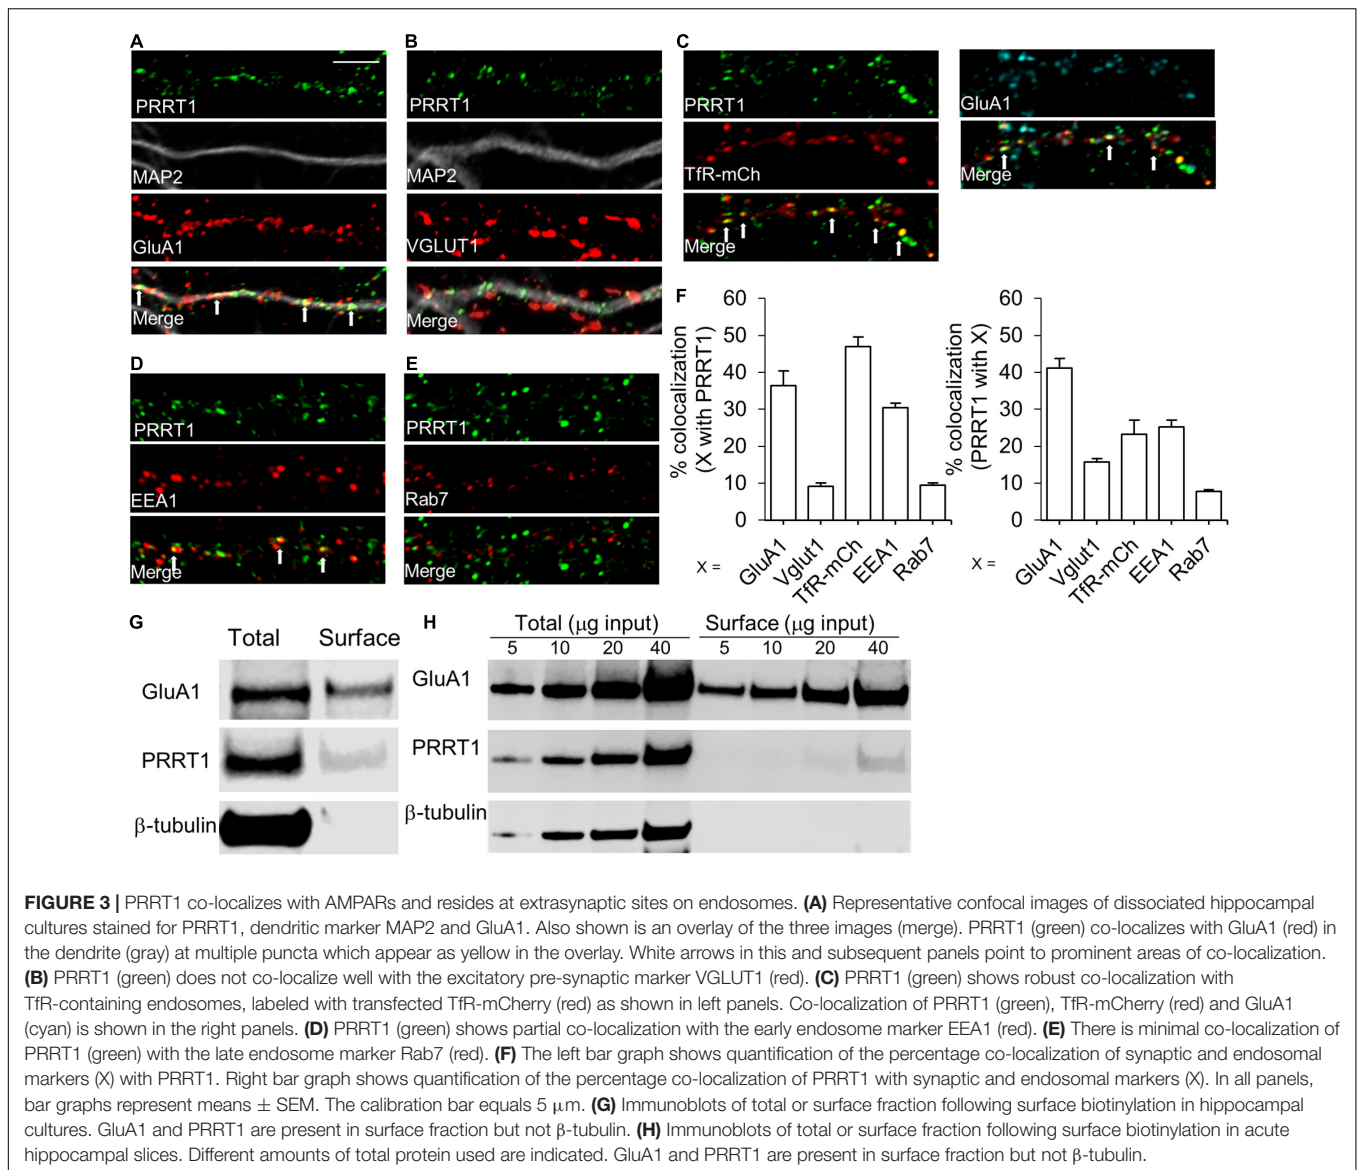 A
PRRT1
MAP2
GluA1
Merge
B
PRRT1
MAP2
VGLUT1
Merge
C
PRRT1
TfR-mCh
Merge
GluA1
Merge
D
PRRT1
EEA1
Merge
E
PRRT1
Rab7
Merge
F
% colocalization
(X with PRRT1)
60
50
40
30
20
10
0
X =
GluA1
Vglut1
TfR-mCh
EEA1
Rab7
% colocalization
(PRRT1 with X)
60
50
40
30
20
10
0
X =
GluA1
Vglut1
TfR-mCh
EEA1
Rab7
G
Total Surface
GluA1
PRRT1
β-tubulin
H
Total (μg input) Surface (μg input)
5 10 20 40 5 10 20 40
GluA1
PRRT1
β-tubulin
FIGURE 3 | PRRT1 co-localizes with AMPARs and resides at extrasynaptic sites on endosomes. (A) Representative confocal images of dissociated hippocampal
cultures stained for PRRT1, dendritic marker MAP2 and GluA1. Also shown is an overlay of the three images (merge). PRRT1 (green) co-localizes with GluA1 (red) in
the dendrite (gray) at multiple puncta which appear as yellow in the overlay. White arrows in this and subsequent panels point to prominent areas of co-localization.
(B) PRRT1 (green) does not co-localize well with the excitatory pre-synaptic marker VGLUT1 (red). (C) PRRT1 (green) shows robust co-localization with
TfR-containing endosomes, labeled with transfected TfR-mCherry (red) as shown in left panels. Co-localization of PRRT1 (green), TfR-mCherry (red) and GluA1
(cyan) is shown in the right panels. (D) PRRT1 (green) shows partial co-localization with the early endosome marker EEA1 (red). (E) There is minimal co-localization of
PRRT1 (green) with the late endosome marker Rab7 (red). (F) The left bar graph shows quantification of the percentage co-localization of synaptic and endosomal
markers (X) with PRRT1. Right bar graph shows quantification of the percentage co-localization of PRRT1 with synaptic and endosomal markers (X). In all panels,
bar graphs represent means ± SEM. The calibration bar equals 5 μm. (G) Immunoblots of total or surface fraction following surface biotinylation in hippocampal
cultures. GluA1 and PRRT1 are present in surface fraction but not β-tubulin. (H) Immunoblots of total or surface fraction following surface biotinylation in acute
hippocampal slices. Different amounts of total protein used are indicated. GluA1 and PRRT1 are present in surface fraction but not β-tubulin.